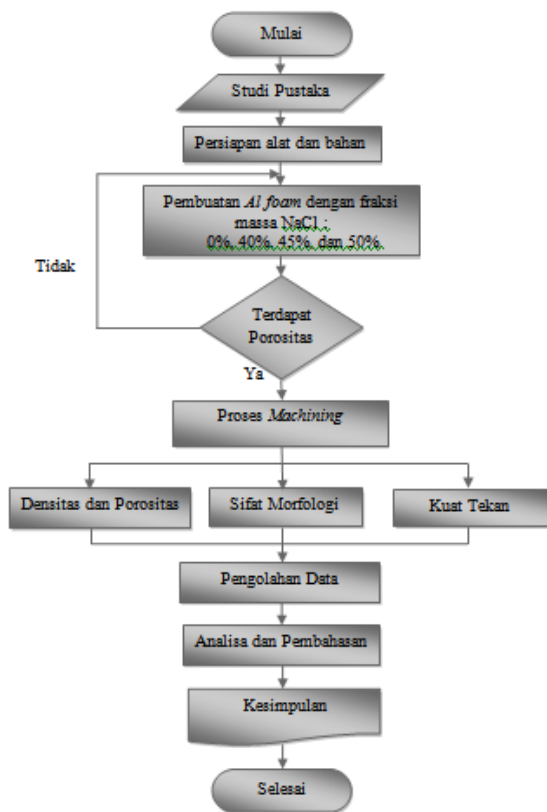 Mulai
Studi Pustaka
Persiapan alat dan bahan
Pembuatan Al foam dengan fraksi
massa NaCl :
0%, 40%, 45%, dan 50%
Tidak
Terdapat
Porositas
Ya
Proses Machining
Densitas dan Porositas
Sifat Morfologi
Kuat Tekan
Pengolahan Data
Analisa dan Pembahasan
Kesimpulan
Selesai